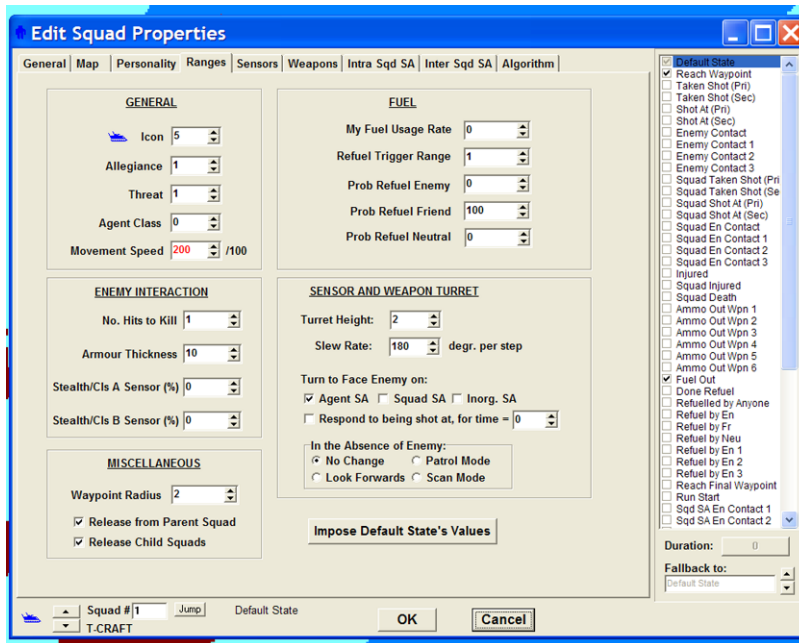 Edit Squad Properties
General Map Personality Ranges Sensors Weapons Intra Sqd SA Inter Sqd SA Algorithm
GENERAL
Icon 5
Allegiance 1
Threat 1
Agent Class 0
Movement Speed 200 /100
FUEL
My Fuel Usage Rate 0
Refuel Trigger Range 1
Prob Refuel Enemy 0
Prob Refuel Friend 100
Prob Refuel Neutral 0
ENEMY INTERACTION
No. Hits to Kill 1
Armour Thickness 10
Stealth/Cls A Sensor (%) 0
Stealth/Cls B Sensor (%) 0
SENSOR AND WEAPON TURRET
Turret Height: 2
Slew Rate: 180 degr. per step
Turn to Face Enemy on:
Agent SA Squad SA Inorg. SA
Respond to being shot at, for time = 0
In the Absence of Enemy:
No Change Patrol Mode
Look Forwards Scan Mode
MISCELLANEOUS
Waypoint Radius 2
Release from Parent Squad
Release Child Squads
Impose Default State's Values
Default State
Reach Waypoint
Taken Shot (Pri)
Taken Shot (Sec)
Shot At (Pri)
Shot At (Sec)
Enemy Contact
Enemy Contact 1
Enemy Contact 2
Enemy Contact 3
Squad Taken Shot (Pri
Squad Taken Shot (Se
Squad Shot At (Pri)
Squad Shot At (Sec)
Squad En Contact
Squad En Contact 1
Squad En Contact 2
Squad En Contact 3
Injured
Squad Injured
Squad Death
Ammo Out Wpn 1
Ammo Out Wpn 2
Ammo Out Wpn 3
Ammo Out Wpn 4
Ammo Out Wpn 5
Ammo Out Wpn 6
Fuel Out
Done Refuel
Refuelled by Anyone
Refuel by En
Refuel by Fr
Refuel by Neu
Refuel by En 1
Refuel by En 2
Refuel by En 3
Reach Final Waypoint
Run Start
Sqd SA En Contact 1
Sqd SA En Contact 2
Duration: 0
Fallback to:
Default State
Squad # 1 Jump Default State
T-CRAFT
OK Cancel